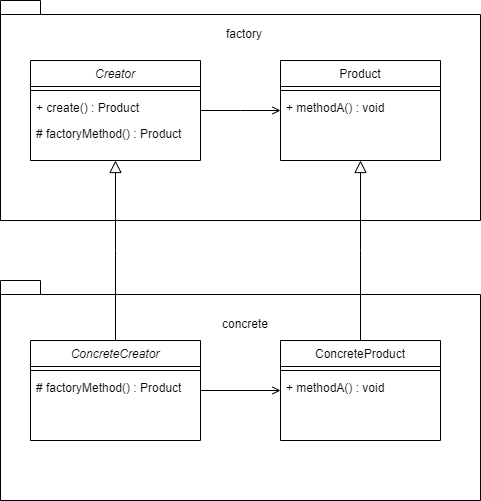 factory
Creator
+ create() : Product
# factoryMethod() : Product
Product
+ methodA() : void
concrete
ConcreteCreator
# factoryMethod() : Product
ConcreteProduct
+ methodA() : void